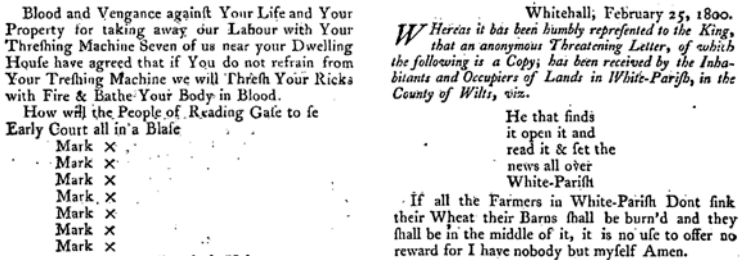 Blood and Vengance againſt Your Life and Your
Property for taking away our Labour with Your
Threſhing Machine Seven of us near your Dwelling
Houſe have agreed that if You do not refrain from
Your Treſhing Machine we will Threſh Your Ricks
with Fire & Bathe Your Body in Blood.
How will the People of Reading Gaſe to ſe
Early Court all in a Blaſe
Mark ×
Mark ×
Mark ×
Mark ×
Mark ×
Mark ×
Mark ×
Whitehall, February 25, 1800.
WHereas it has been humbly repreſented to the King,
that an anonymous Threatening Letter, of which
the following is a Copy, has been received by the Inha-
bitants and Occupiers of Lands in White-Pariſh, in the
County of Wilts, viz.
He that finds
it open it and
read it & ſet the
news all over
White-Pariſh
If all the Farmers in White-Pariſh Dont ſink
their Wheat their Barns ſhall be burn'd and they
ſhall be in the middle of it, it is no uſe to offer no
reward for I have nobody but myſelf Amen.